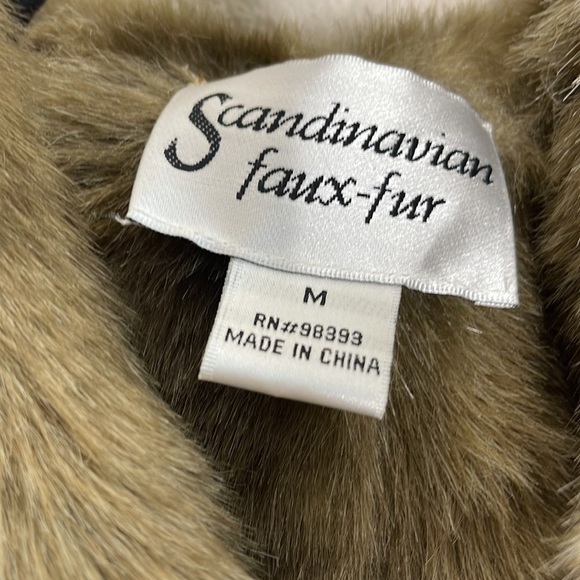 Scandinavian
faux-fur
M
RN#98393
MADE IN CHINA